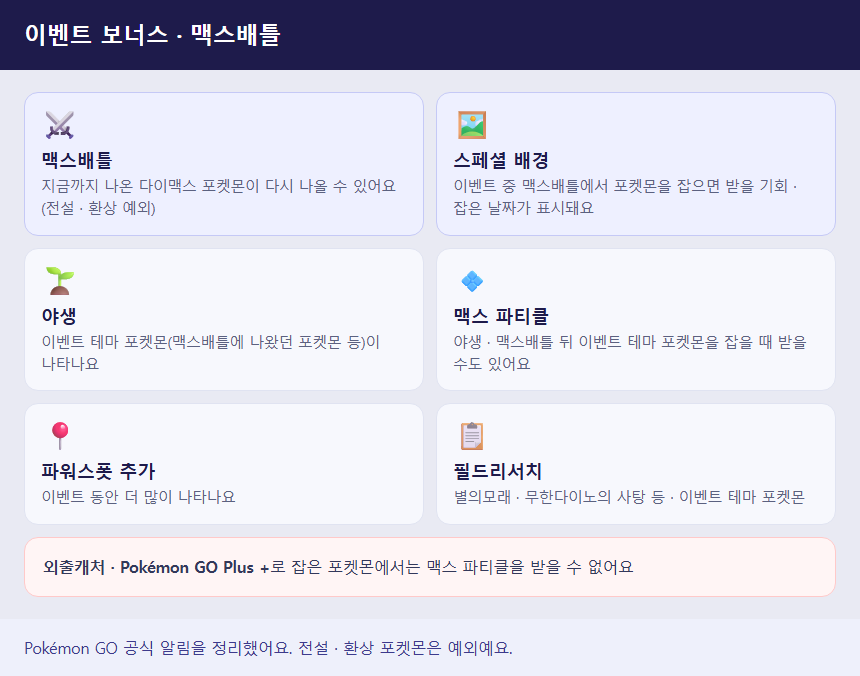 이벤트 보너스 · 맥스배틀
맥스배틀
지금까지 나온 다이맥스 포켓몬이 다시 나올 수 있어요
(전설 · 환상 예외)
스페셜 배경
이벤트 중 맥스배틀에서 포켓몬을 잡으면 받을 기회 ·
잡은 날짜가 표시돼요
야생
이벤트 테마 포켓몬(맥스배틀에 나왔던 포켓몬 등)이
나타나요
맥스 파티클
야생 · 맥스배틀 뒤 이벤트 테마 포켓몬을 잡을 때 받을
수도 있어요
파워스폿 추가
이벤트 동안 더 많이 나타나요
필드리서치
별의모래 · 무한다이노의 사탕 등 · 이벤트 테마 포켓몬
외출캐처 · Pokémon GO Plus +로 잡은 포켓몬에서는 맥스 파티클을 받을 수 없어요
Pokémon GO 공식 알림을 정리했어요. 전설 · 환상 포켓몬은 예외예요.